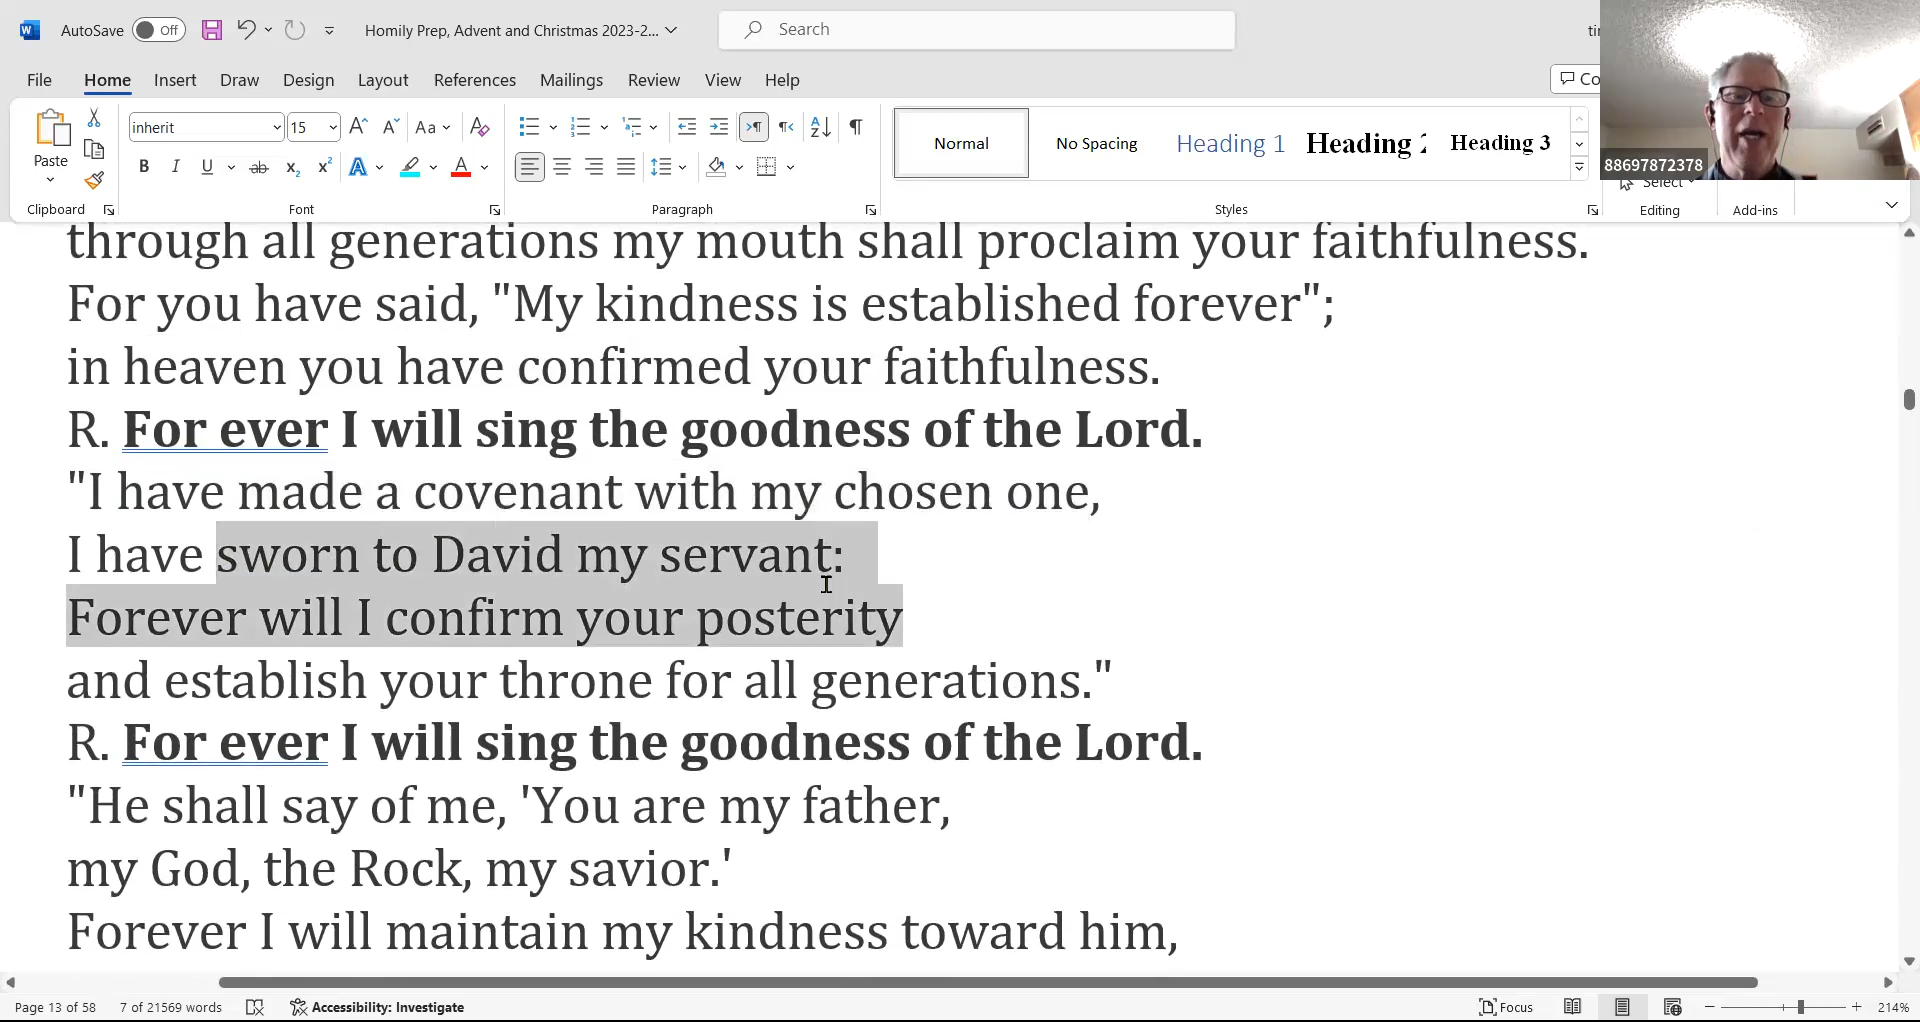 AutoSave Off Homily Prep, Advent and Christmas 2023-2... Search
File Home Insert Draw Design Layout References Mailings Review View Help Co
Paste inherit 15 Aa Normal No Spacing Heading 1 Heading 2 Heading 3
88697872378
Select
Clipboard Font Paragraph Styles Editing Add-ins
through all generations my mouth shall proclaim your faithfulness.
For you have said, "My kindness is established forever";
in heaven you have confirmed your faithfulness.
R. For ever I will sing the goodness of the Lord.
"I have made a covenant with my chosen one,
I have sworn to David my servant:
Forever will I confirm your posterity
and establish your throne for all generations."
R. For ever I will sing the goodness of the Lord.
"He shall say of me, 'You are my father,
my God, the Rock, my savior.'
Forever I will maintain my kindness toward him,
Page 13 of 58 7 of 21569 words Accessibility: Investigate Focus 214%